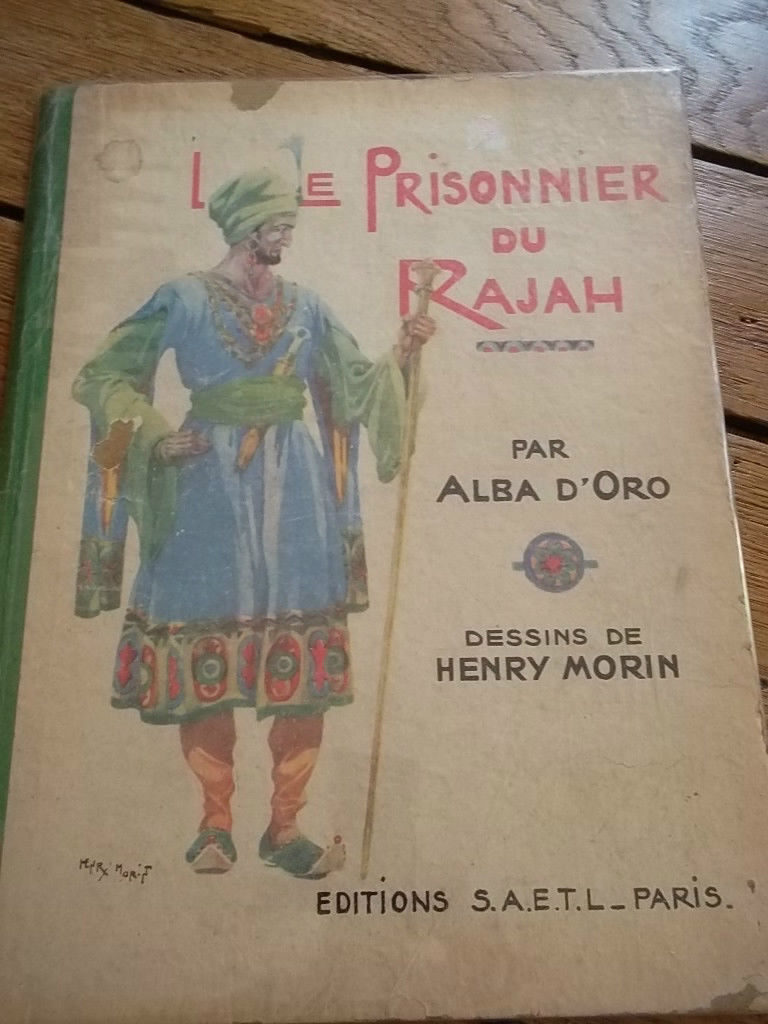 LE PRISONNIER
DU
RAJAH
PAR
ALBA D'ORO
DESSINS DE
HENRY MORIN
HENRY MORIN
EDITIONS S.A.E.T.L_PARIS.